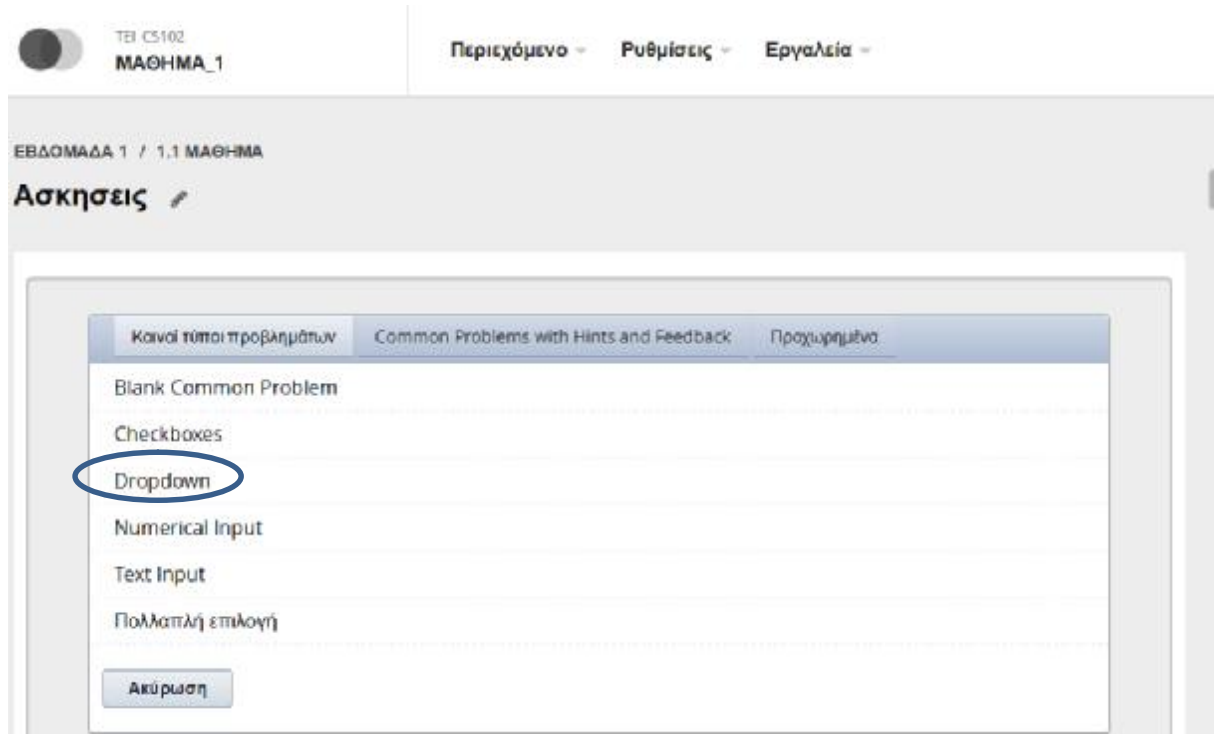 TEI CS102
ΜΑΘΗΜΑ_1
Περιεχόμενο Ρυθμίσεις Εργαλεία
ΕΒΔΟΜΑΔΑ 1 / 1.1 ΜΑΘΗΜΑ
Ασκησεις
Κοινοί τύποι προβλημάτων Common Problems with Hints and Feedback Προχωρημένα
Blank Common Problem
Checkboxes
Dropdown
Numerical Input
Text Input
Πολλαπλή επιλογή
Ακύρωση